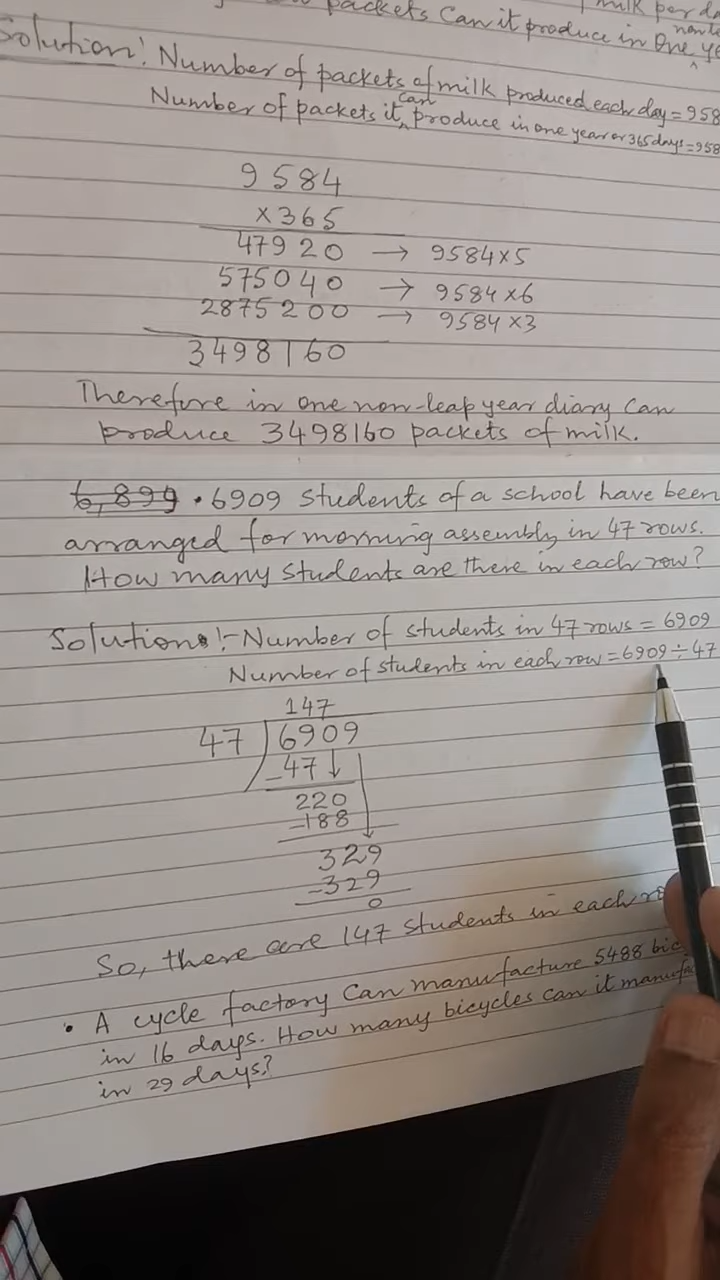 packets Can it produce in One
Solution: Number of packets of milk produced each day = 958
Number of packets it can produce in one year or 365 days = 958
9584
×365
47920 → 9584×5
575040 → 9584×6
2875200 → 9584×3
3498160
Therefore in one non-leap year diary Can
produce 3498160 packets of milk.
6,899 . 6909 students of a school have been
arranged for morning assembly in 47 rows.
How many students are there in each row?
Solution:- Number of students in 47 rows = 6909
Number of students in each row = 6909 ÷ 47
147
47 ) 6909
-47 ↓
220
-188
329
-329
0
So, there are 147 students in each
• A cycle factory Can manufacture 5488
in 16 days. How many bicycles can it
in 29 days?